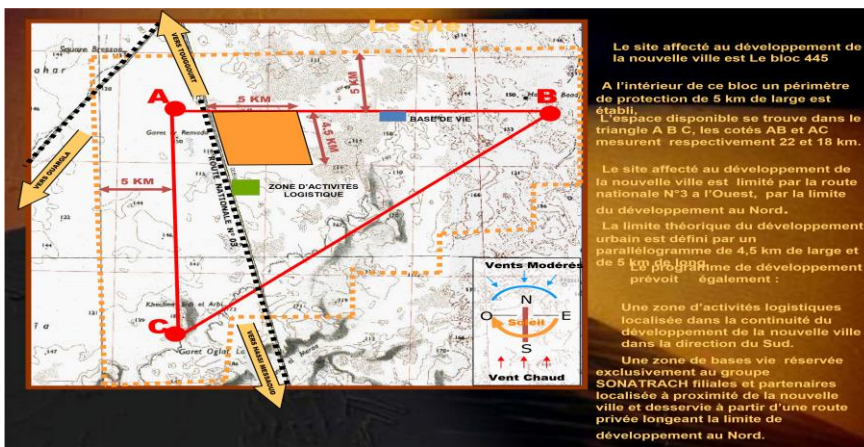 Le Site
VERS TOUGGOURT
Square Bresson
5 KM
A
5 KM
B
BASE DE VIE
4,5 KM
VERS OUARGLA
5 KM
ROUTE NATIONALE N° 03
ZONE D'ACTIVITÉS
LOGISTIQUE
C
VERS HASSI MESSAOUD
Vents Modérés
N
O
Soleil
E
S
Vent Chaud
Le site affecté au développement de
la nouvelle ville est Le bloc 445
A l'intérieur de ce bloc un périmètre
de protection de 5 km de large est
établi,
L'espace disponible se trouve dans le
triangle A B C, les cotés AB et AC
mesurent respectivement 22 et 18 km.
Le site affecté au développement de
la nouvelle ville est limité par la route
nationale N°3 a l'Ouest, par la limite
du développement au Nord.
La limite théorique du développement
urbain est défini par un
parallélogramme de 4,5 km de large et
de 5 km de long
Le programme de développement
prévoit également :
Une zone d'activités logistiques
localisée dans la continuité du
développement de la nouvelle ville
dans la direction du Sud.
Une zone de bases vie réservée
exclusivement au groupe
SONATRACH filiales et partenaires
localisée à proximité de la nouvelle
ville et desservie à partir d'une route
privée longeant la limite de
développement au Nord.